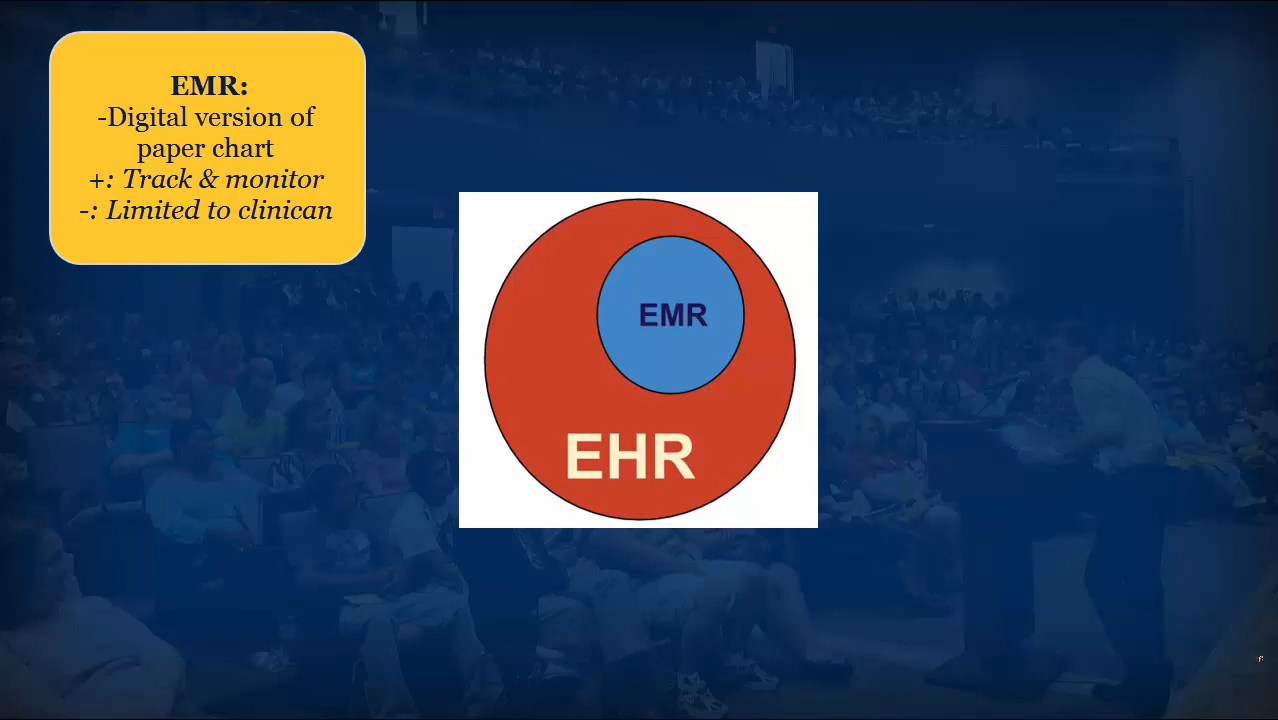 EMR:
-Digital version of
paper chart
+: Track & monitor
-: Limited to clinican
EMR
EHR